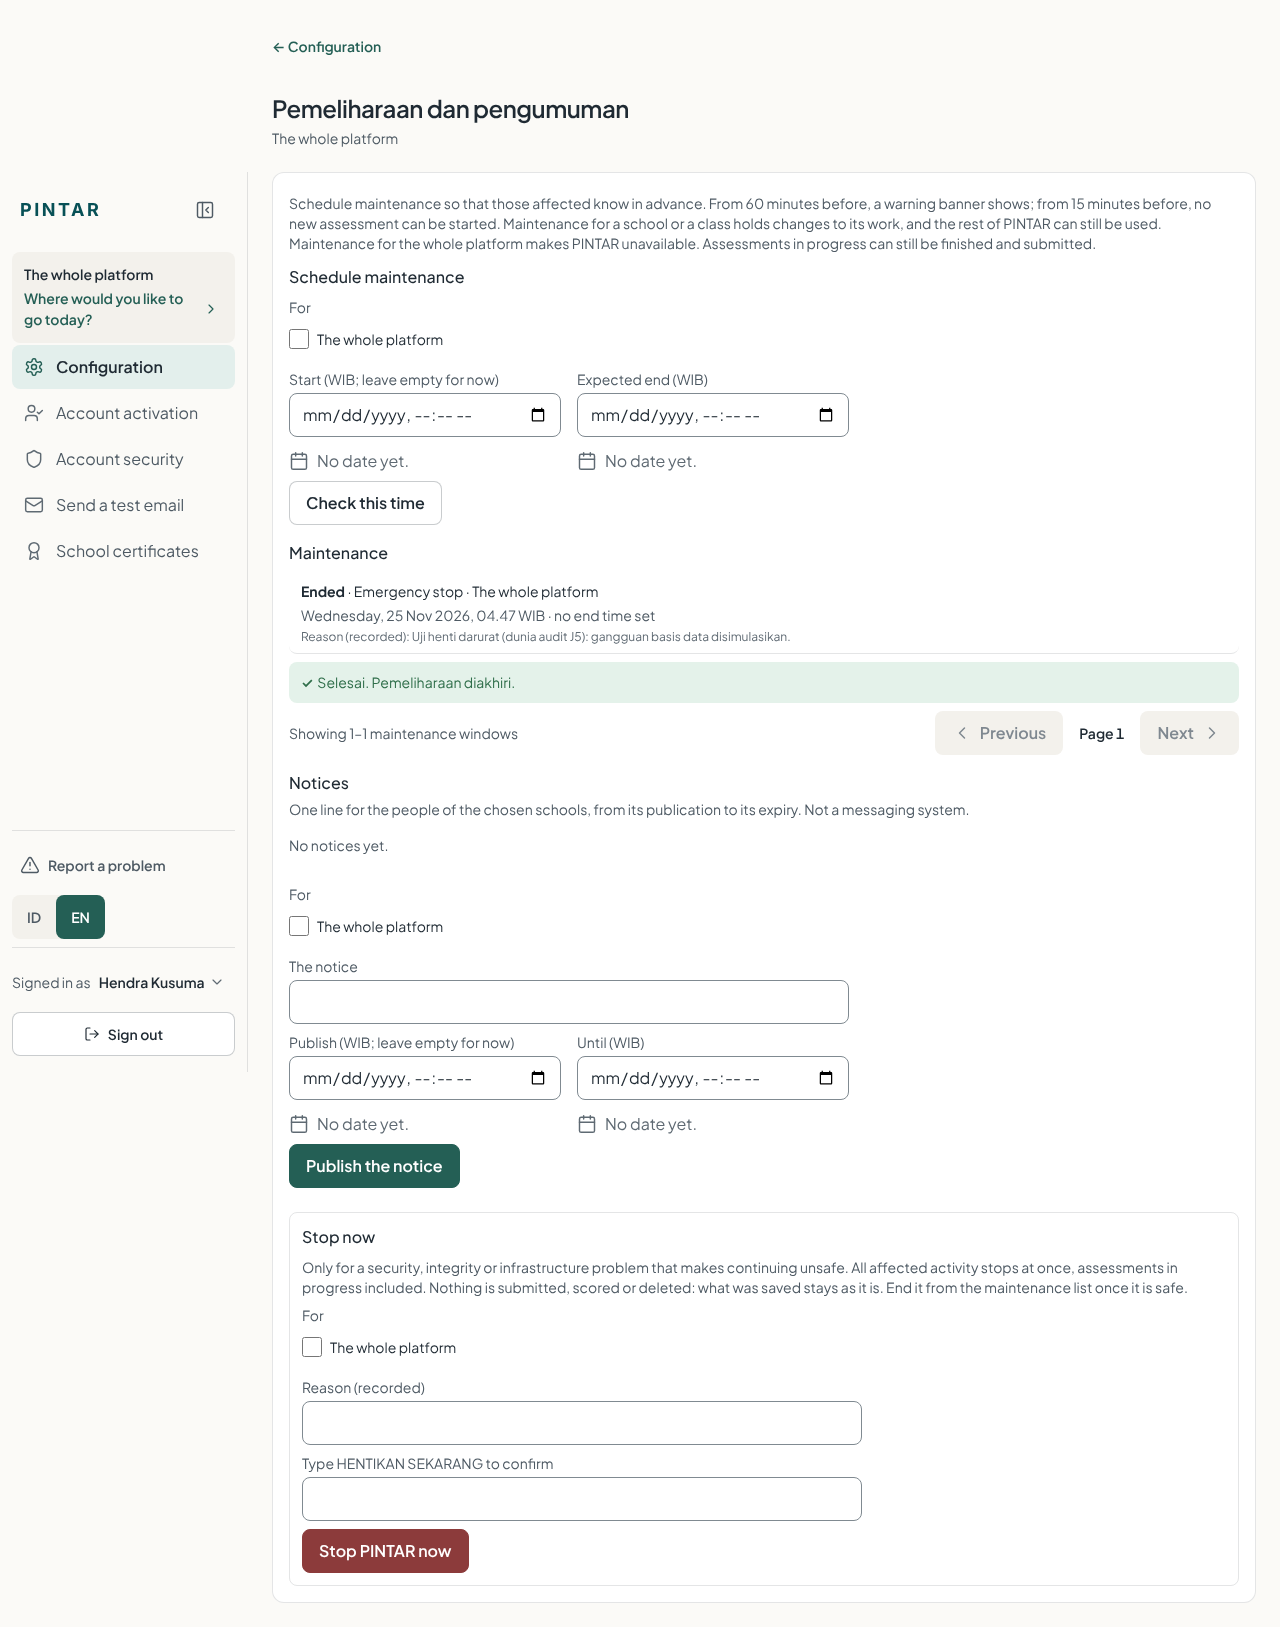 ← Configuration
Pemeliharaan dan pengumuman
The whole platform
PINTAR
The whole platform
Where would you like to
go today?
Configuration
Account activation
Account security
Send a test email
School certificates
Report a problem
ID EN
Signed in as Hendra Kusuma
Sign out
Schedule maintenance so that those affected know in advance. From 60 minutes before, a warning banner shows; from 15 minutes before, no
new assessment can be started. Maintenance for a school or a class holds changes to its work, and the rest of PINTAR can still be used.
Maintenance for the whole platform makes PINTAR unavailable. Assessments in progress can still be finished and submitted.
Schedule maintenance
For
The whole platform
Start (WIB; leave empty for now) Expected end (WIB)
mm/dd/yyyy, --:-- -- mm/dd/yyyy, --:-- --
No date yet. No date yet.
Check this time
Maintenance
Ended · Emergency stop · The whole platform
Wednesday, 25 Nov 2026, 04.47 WIB · no end time set
Reason (recorded): Uji henti darurat (dunia audit J5): gangguan basis data disimulasikan.
✓ Selesai. Pemeliharaan diakhiri.
Showing 1–1 maintenance windows Previous Page 1 Next
Notices
One line for the people of the chosen schools, from its publication to its expiry. Not a messaging system.
No notices yet.
For
The whole platform
The notice
Publish (WIB; leave empty for now) Until (WIB)
mm/dd/yyyy, --:-- -- mm/dd/yyyy, --:-- --
No date yet. No date yet.
Publish the notice
Stop now
Only for a security, integrity or infrastructure problem that makes continuing unsafe. All affected activity stops at once, assessments in
progress included. Nothing is submitted, scored or deleted: what was saved stays as it is. End it from the maintenance list once it is safe.
For
The whole platform
Reason (recorded)
Type HENTIKAN SEKARANG to confirm
Stop PINTAR now